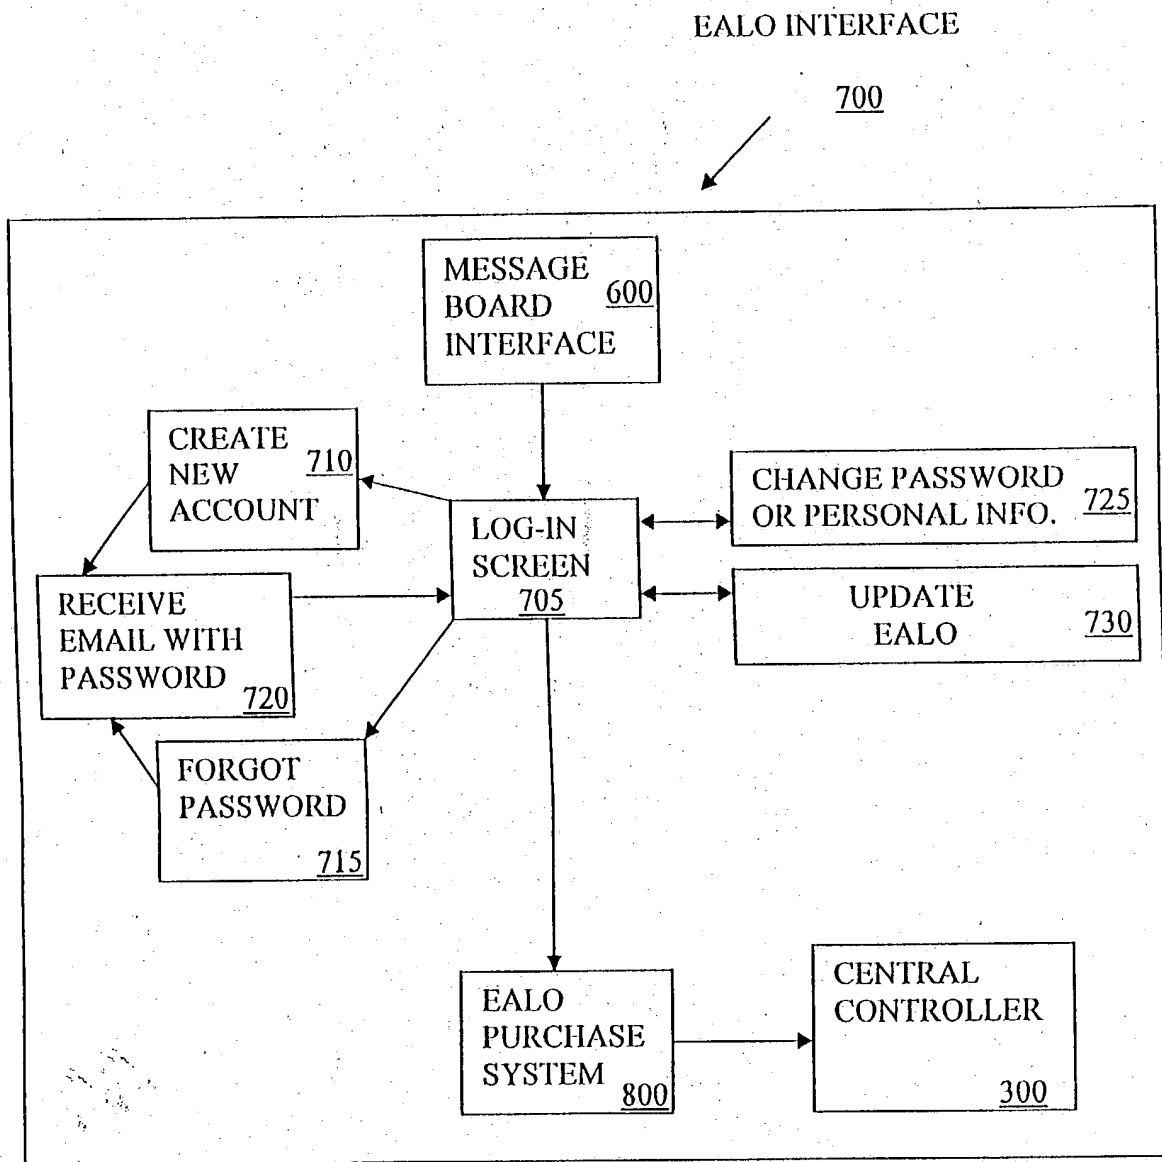 EALO INTERFACE
700
MESSAGE
BOARD
INTERFACE
600
CREATE
NEW
ACCOUNT
710
LOG-IN
SCREEN
705
CHANGE PASSWORD
OR PERSONAL INFO.
725
RECEIVE
EMAIL WITH
PASSWORD
720
UPDATE
EALO
730
FORGOT
PASSWORD
715
EALO
PURCHASE
SYSTEM
800
CENTRAL
CONTROLLER
300